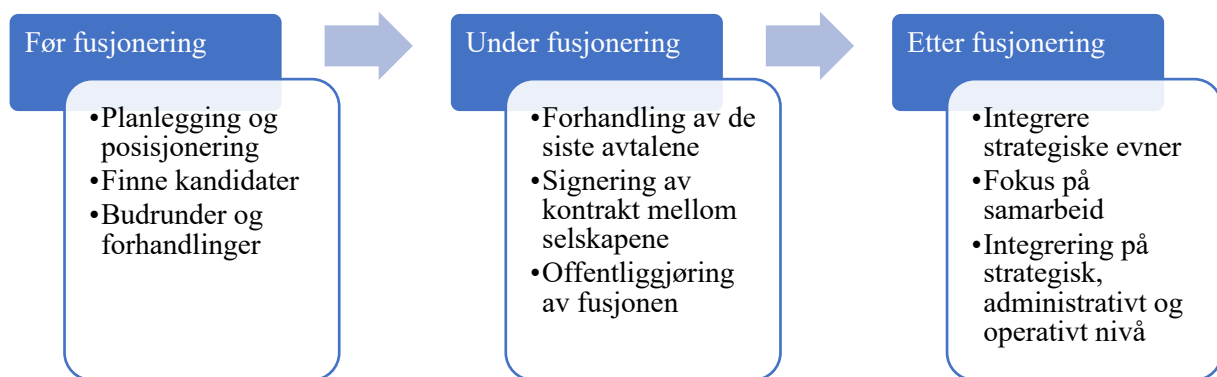 Før fusjonering
•Planlegging og
posisjonering
•Finne kandidater
•Budrunder og
forhandlinger
Under fusjonering
•Forhandling av de
siste avtalene
•Signering av
kontrakt mellom
selskapene
•Offentliggjøring
av fusjonen
Etter fusjonering
•Integrere
strategiske evner
•Fokus på
samarbeid
•Integrering på
strategisk,
administrativt og
operativt nivå